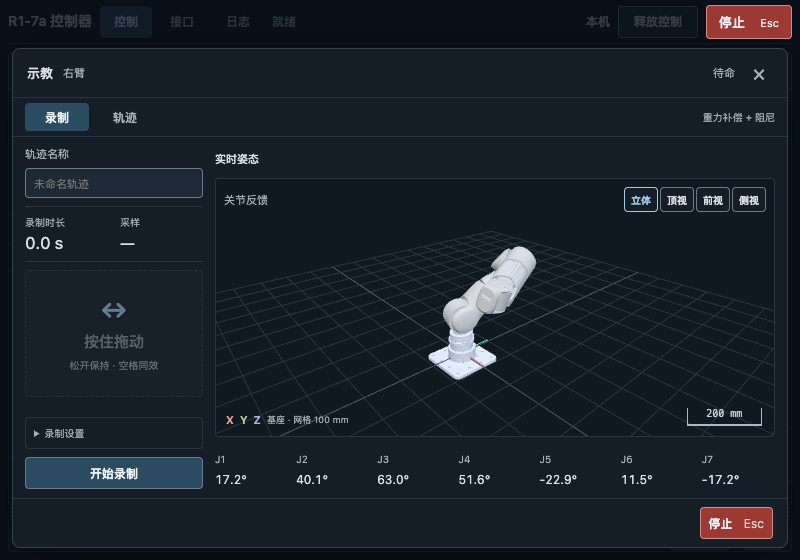 R1-7a 控制器 控制 接口 日志 就绪 本机 释放控制 停止 Esc
示教 右臂 待命
录制 轨迹 重力补偿 + 阻尼
轨迹名称
未命名轨迹
录制时长 采样
0.0 s —
按住拖动
松开保持 · 空格同效
录制设置
开始录制
实时姿态
关节反馈 立体 顶视 前视 侧视
X Y Z 基座 · 网格 100 mm 200 mm
J1 J2 J3 J4 J5 J6 J7
17.2° 40.1° 63.0° 51.6° -22.9° 11.5° -17.2°
停止 Esc